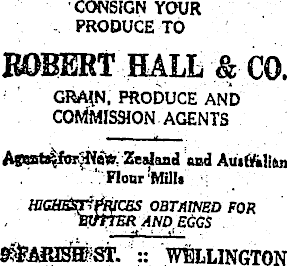 CONSIGN YOUR
PRODUCE TO
ROBERT HALL & CO.
GRAIN, PRODUCE AND
COMMISSION AGENTS
Agents for New Zealand and Australian
Flour Mills
HIGHEST PRICES OBTAINED FOR
BUTTER AND EGGS
9 FARISH ST. :: WELLINGTON